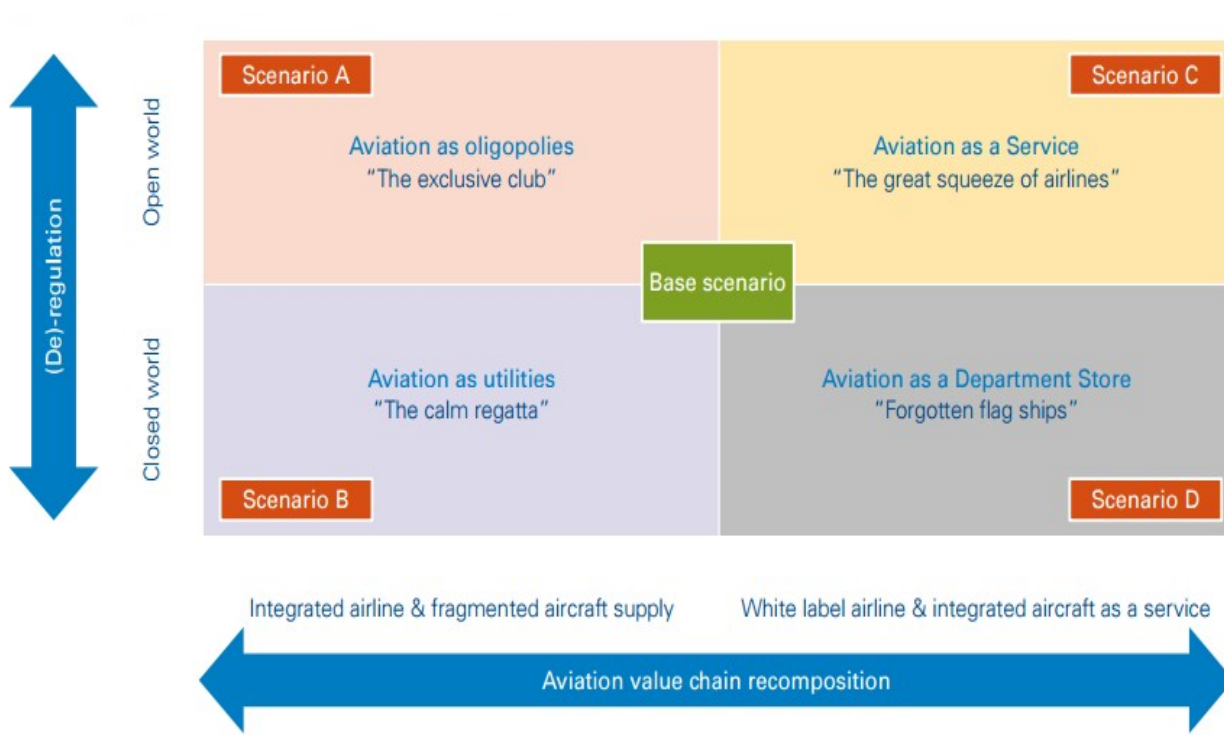 Scenario A
Scenario C
Open world
Aviation as oligopolies
“The exclusive club”
Aviation as a Service
“The great squeeze of airlines”
(De)-regulation
Base scenario
Closed world
Aviation as utilities
“The calm regatta”
Aviation as a Department Store
“Forgotten flag ships”
Scenario B
Scenario D
Integrated airline & fragmented aircraft supply
White label airline & integrated aircraft as a service
Aviation value chain recomposition